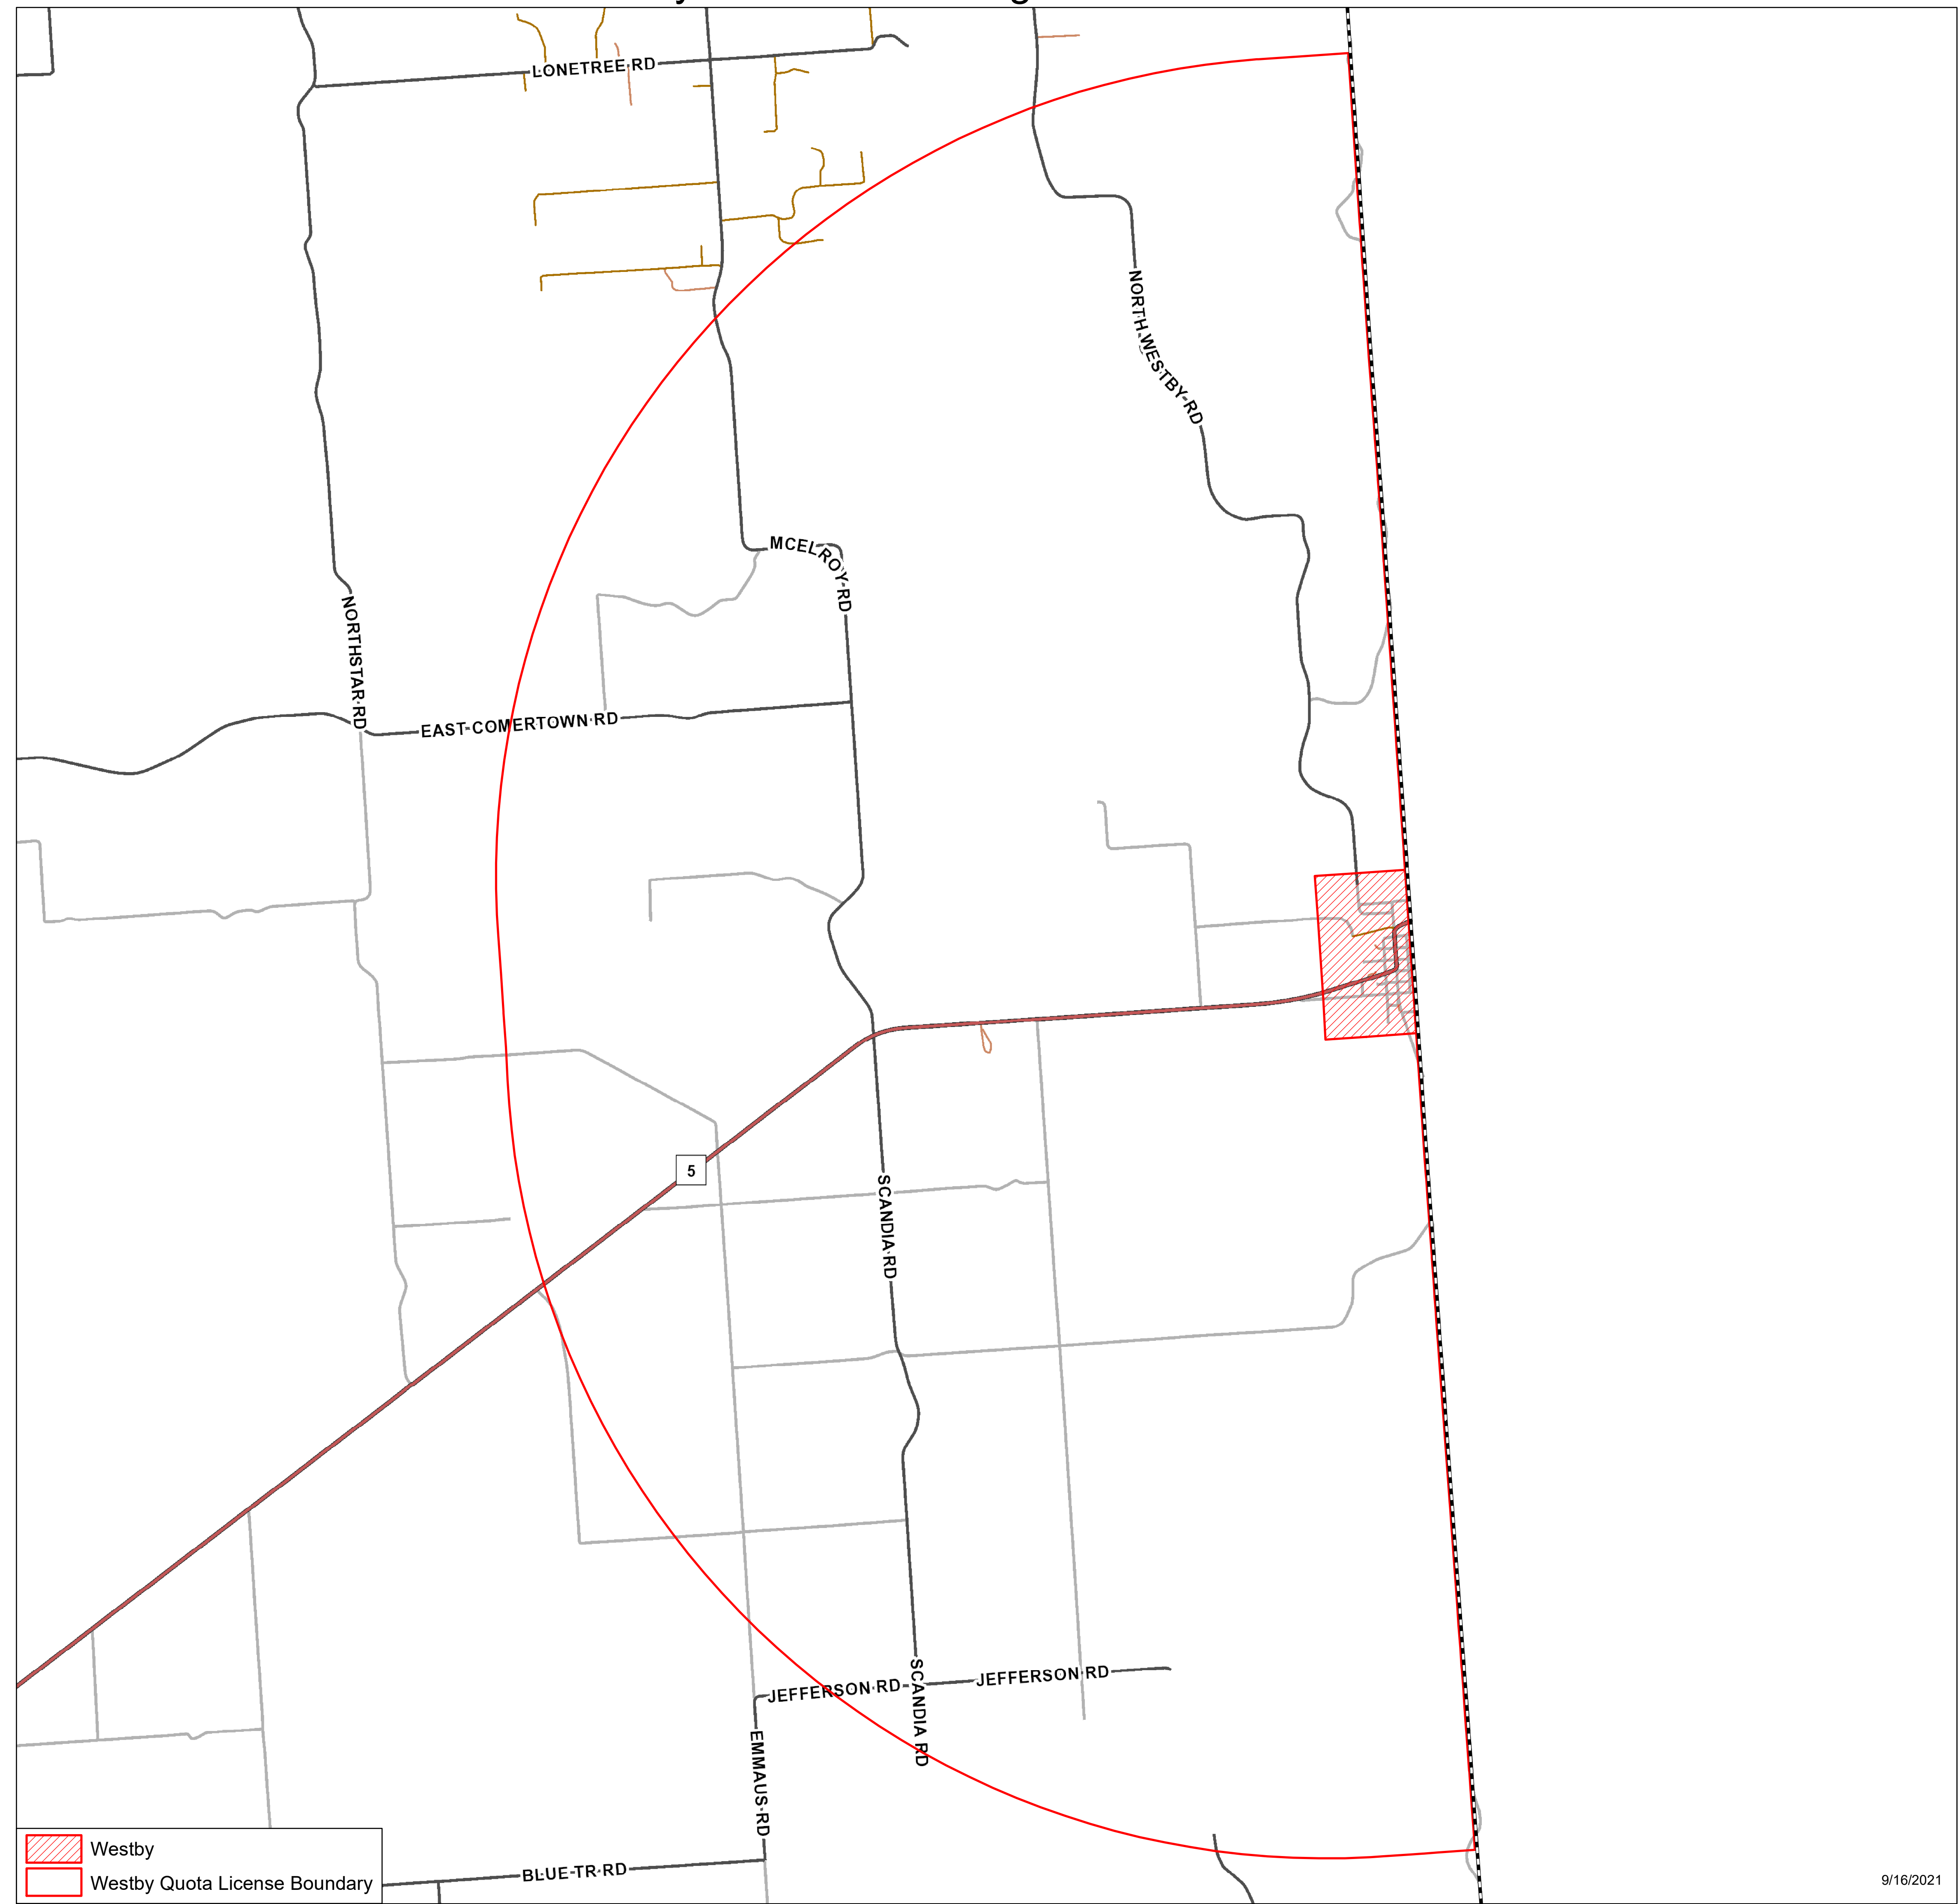 LONETREE RD
NORTH WESTBY RD
MCELROY RD
NORTHSTAR RD
EAST COMERTOWN RD
5
SCANDIA RD
JEFFERSON RD
JEFFERSON RD
SCANDIA RD
EMMAUS RD
BLUE TR RD
Westby
Westby Quota License Boundary
9/16/2021